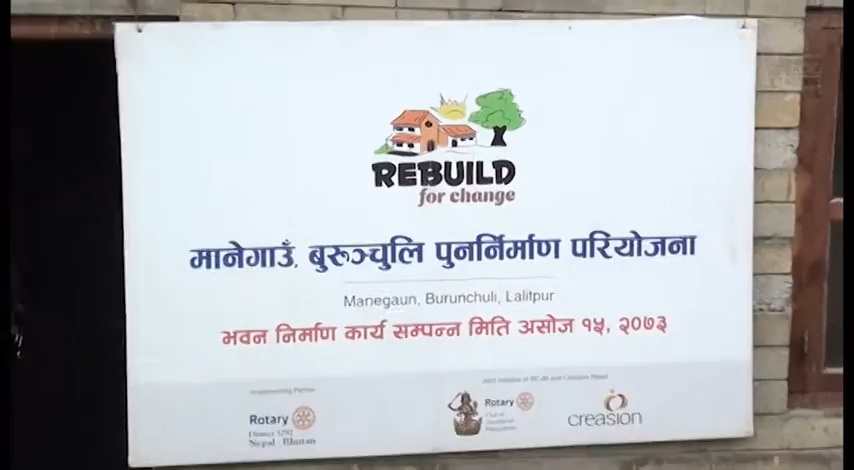 REBUILD
for change
मानेगाउँ, बुरुञ्चुलि पुनर्निर्माण परियोजना
Manegaun, Burunchuli, Lalitpur
भवन निर्माण कार्य सम्पन्न मिति असोज १५, २०७३
Implementing Partner
Rotary
District 3292
Nepal - Bhutan
Rotary
Club of
creasion